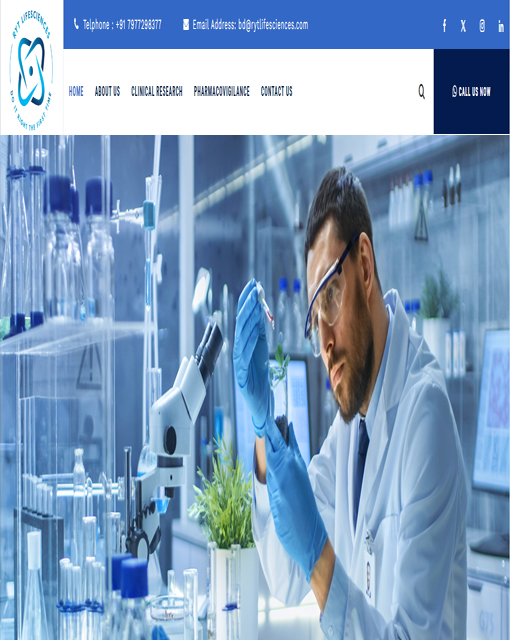 RYT LIFESCIENCES
DO IT RIGHT THE FIRST TIME
Telphone : +91 7977298377
Email Address: bd@rytlifesciences.com
HOME
ABOUT US
CLINICAL RESEARCH
PHARMACOVIGILANCE
CONTACT US
CALL US NOW